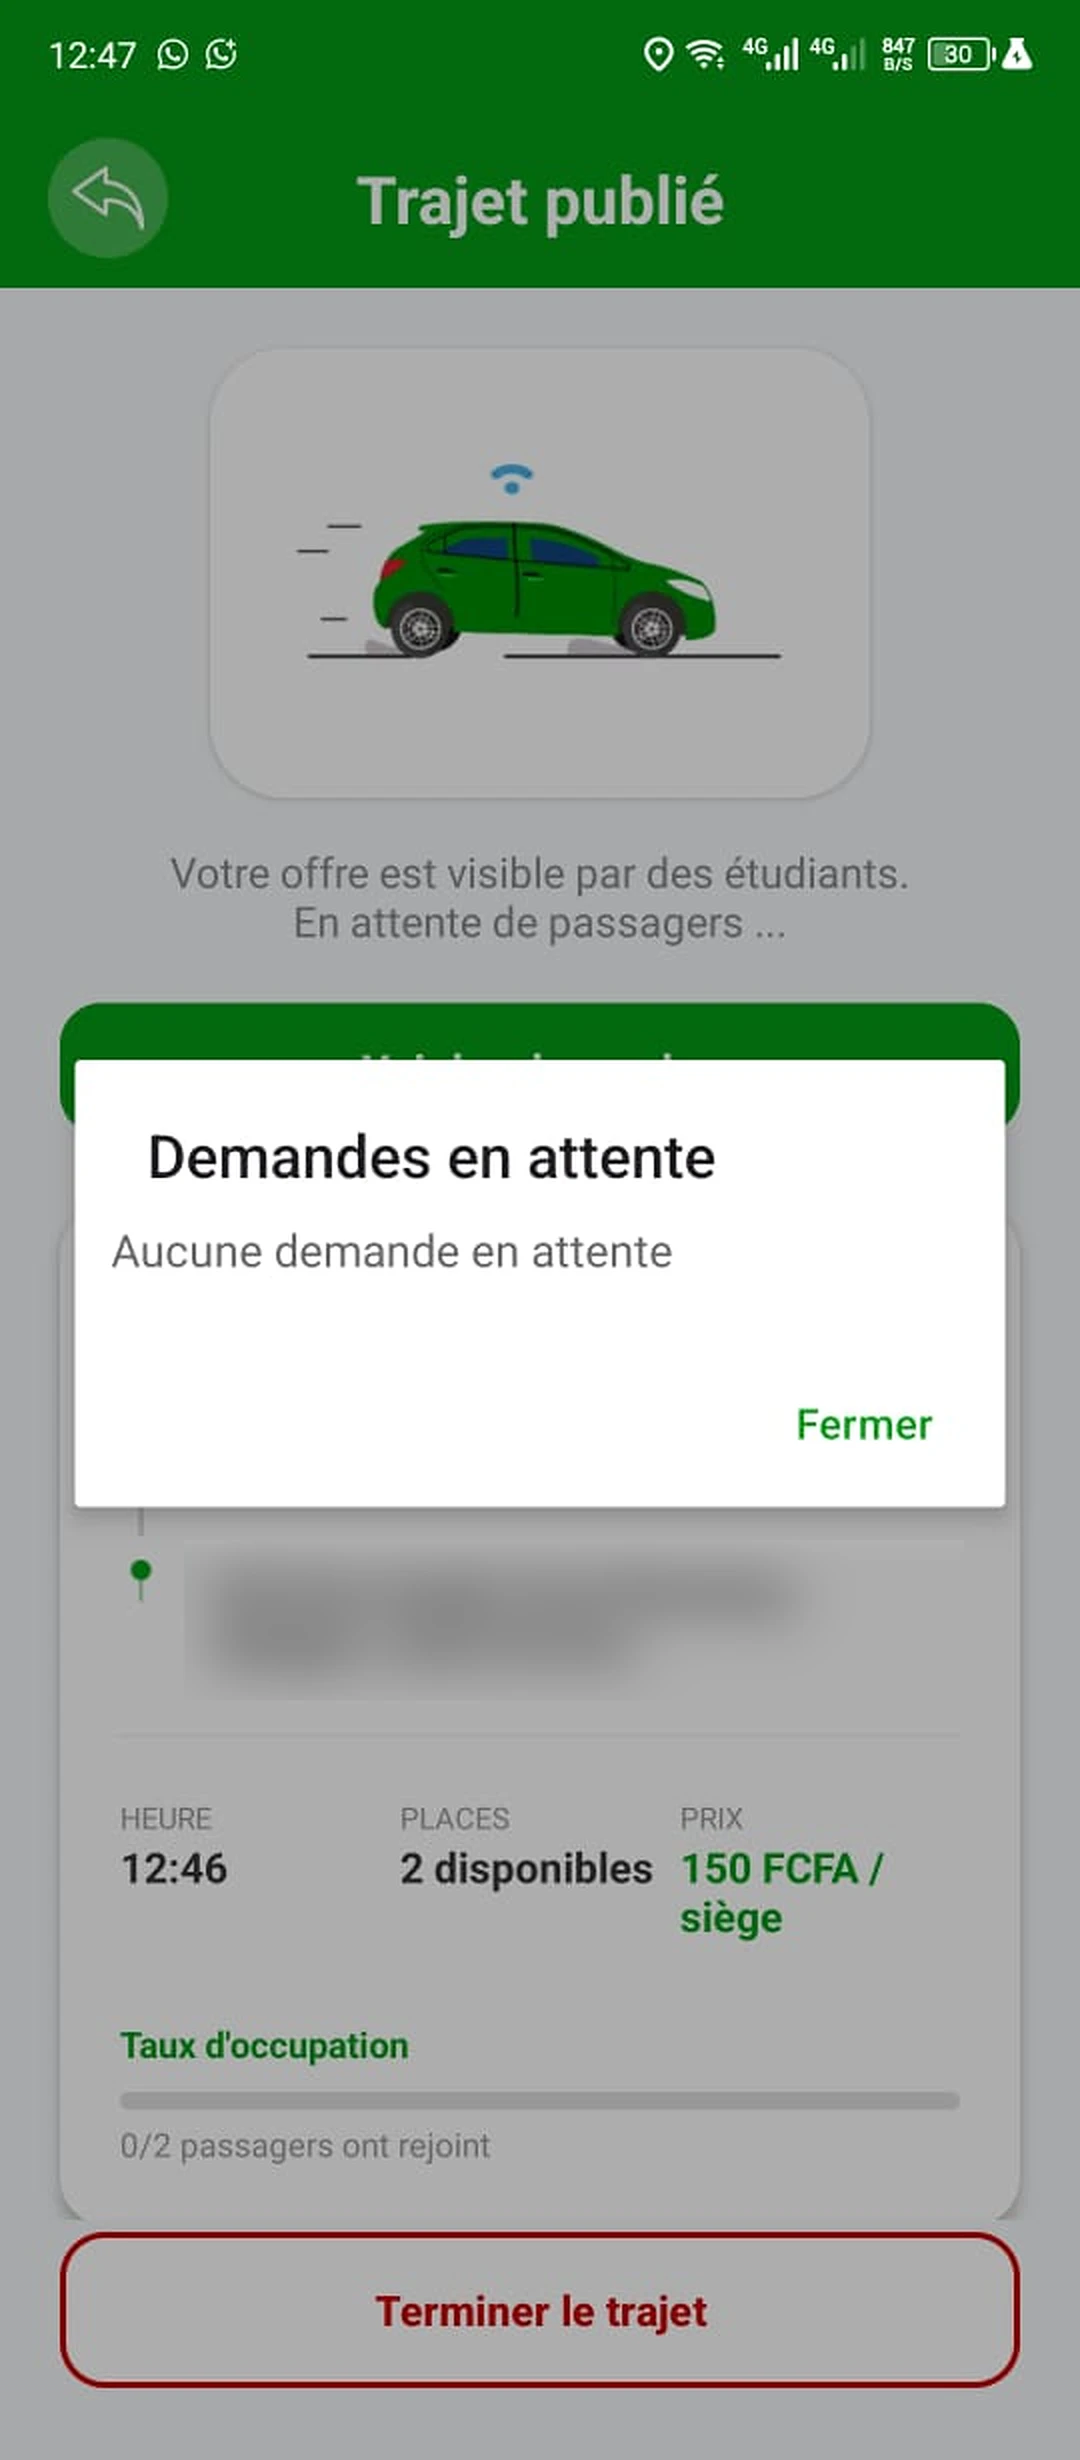 12:47
4G 4G 847 B/S 30
Trajet publié
Votre offre est visible par des étudiants.
En attente de passagers ...
Demandes en attente
Aucune demande en attente
Fermer
HEURE PLACES PRIX
12:46 2 disponibles 150 FCFA /
siège
Taux d'occupation
0/2 passagers ont rejoint
Terminer le trajet